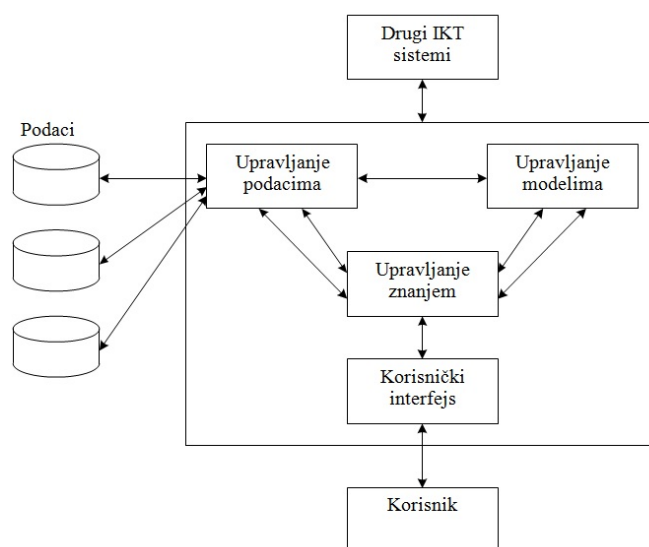 Drugi IKT
sistemi
Podaci
Upravljanje
podacima
Upravljanje
modelima
Upravljanje
znanjem
Korisnički
interfejs
Korisnik